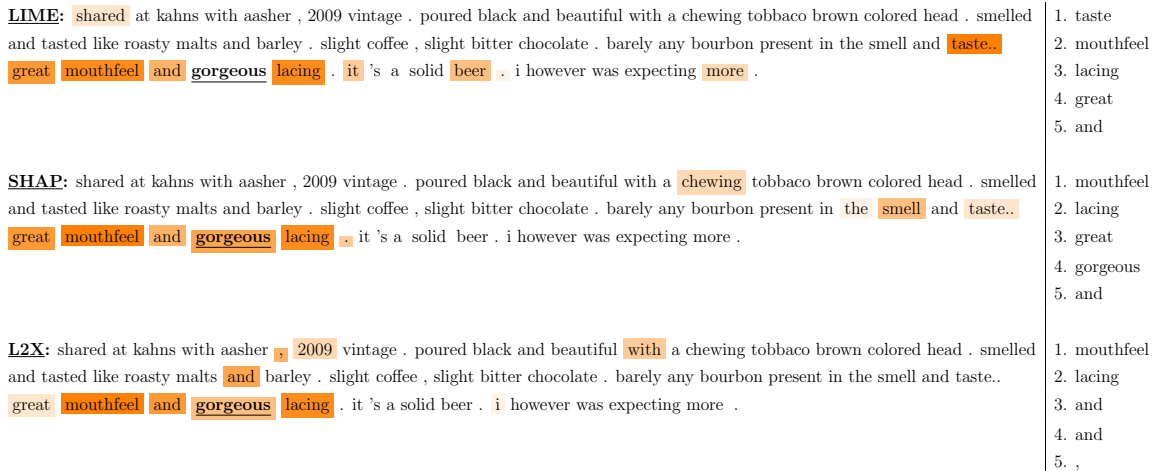 LIME: shared at kahns with aasher , 2009 vintage . poured black and beautiful with a chewing tobbaco brown colored head . smelled
and tasted like roasty malts and barley . slight coffee , slight bitter chocolate . barely any bourbon present in the smell and taste..
great mouthfeel and gorgeous lacing . it 's a solid beer . i however was expecting more .
1. taste
2. mouthfeel
3. lacing
4. great
5. and
SHAP: shared at kahns with aasher , 2009 vintage . poured black and beautiful with a chewing tobbaco brown colored head . smelled
and tasted like roasty malts and barley . slight coffee , slight bitter chocolate . barely any bourbon present in the smell and taste..
great mouthfeel and gorgeous lacing . it 's a solid beer . i however was expecting more .
1. mouthfeel
2. lacing
3. great
4. gorgeous
5. and
L2X: shared at kahns with aasher , 2009 vintage . poured black and beautiful with a chewing tobbaco brown colored head . smelled
and tasted like roasty malts and barley . slight coffee , slight bitter chocolate . barely any bourbon present in the smell and taste..
great mouthfeel and gorgeous lacing . it 's a solid beer . i however was expecting more .
1. mouthfeel
2. lacing
3. and
4. and
5. ,